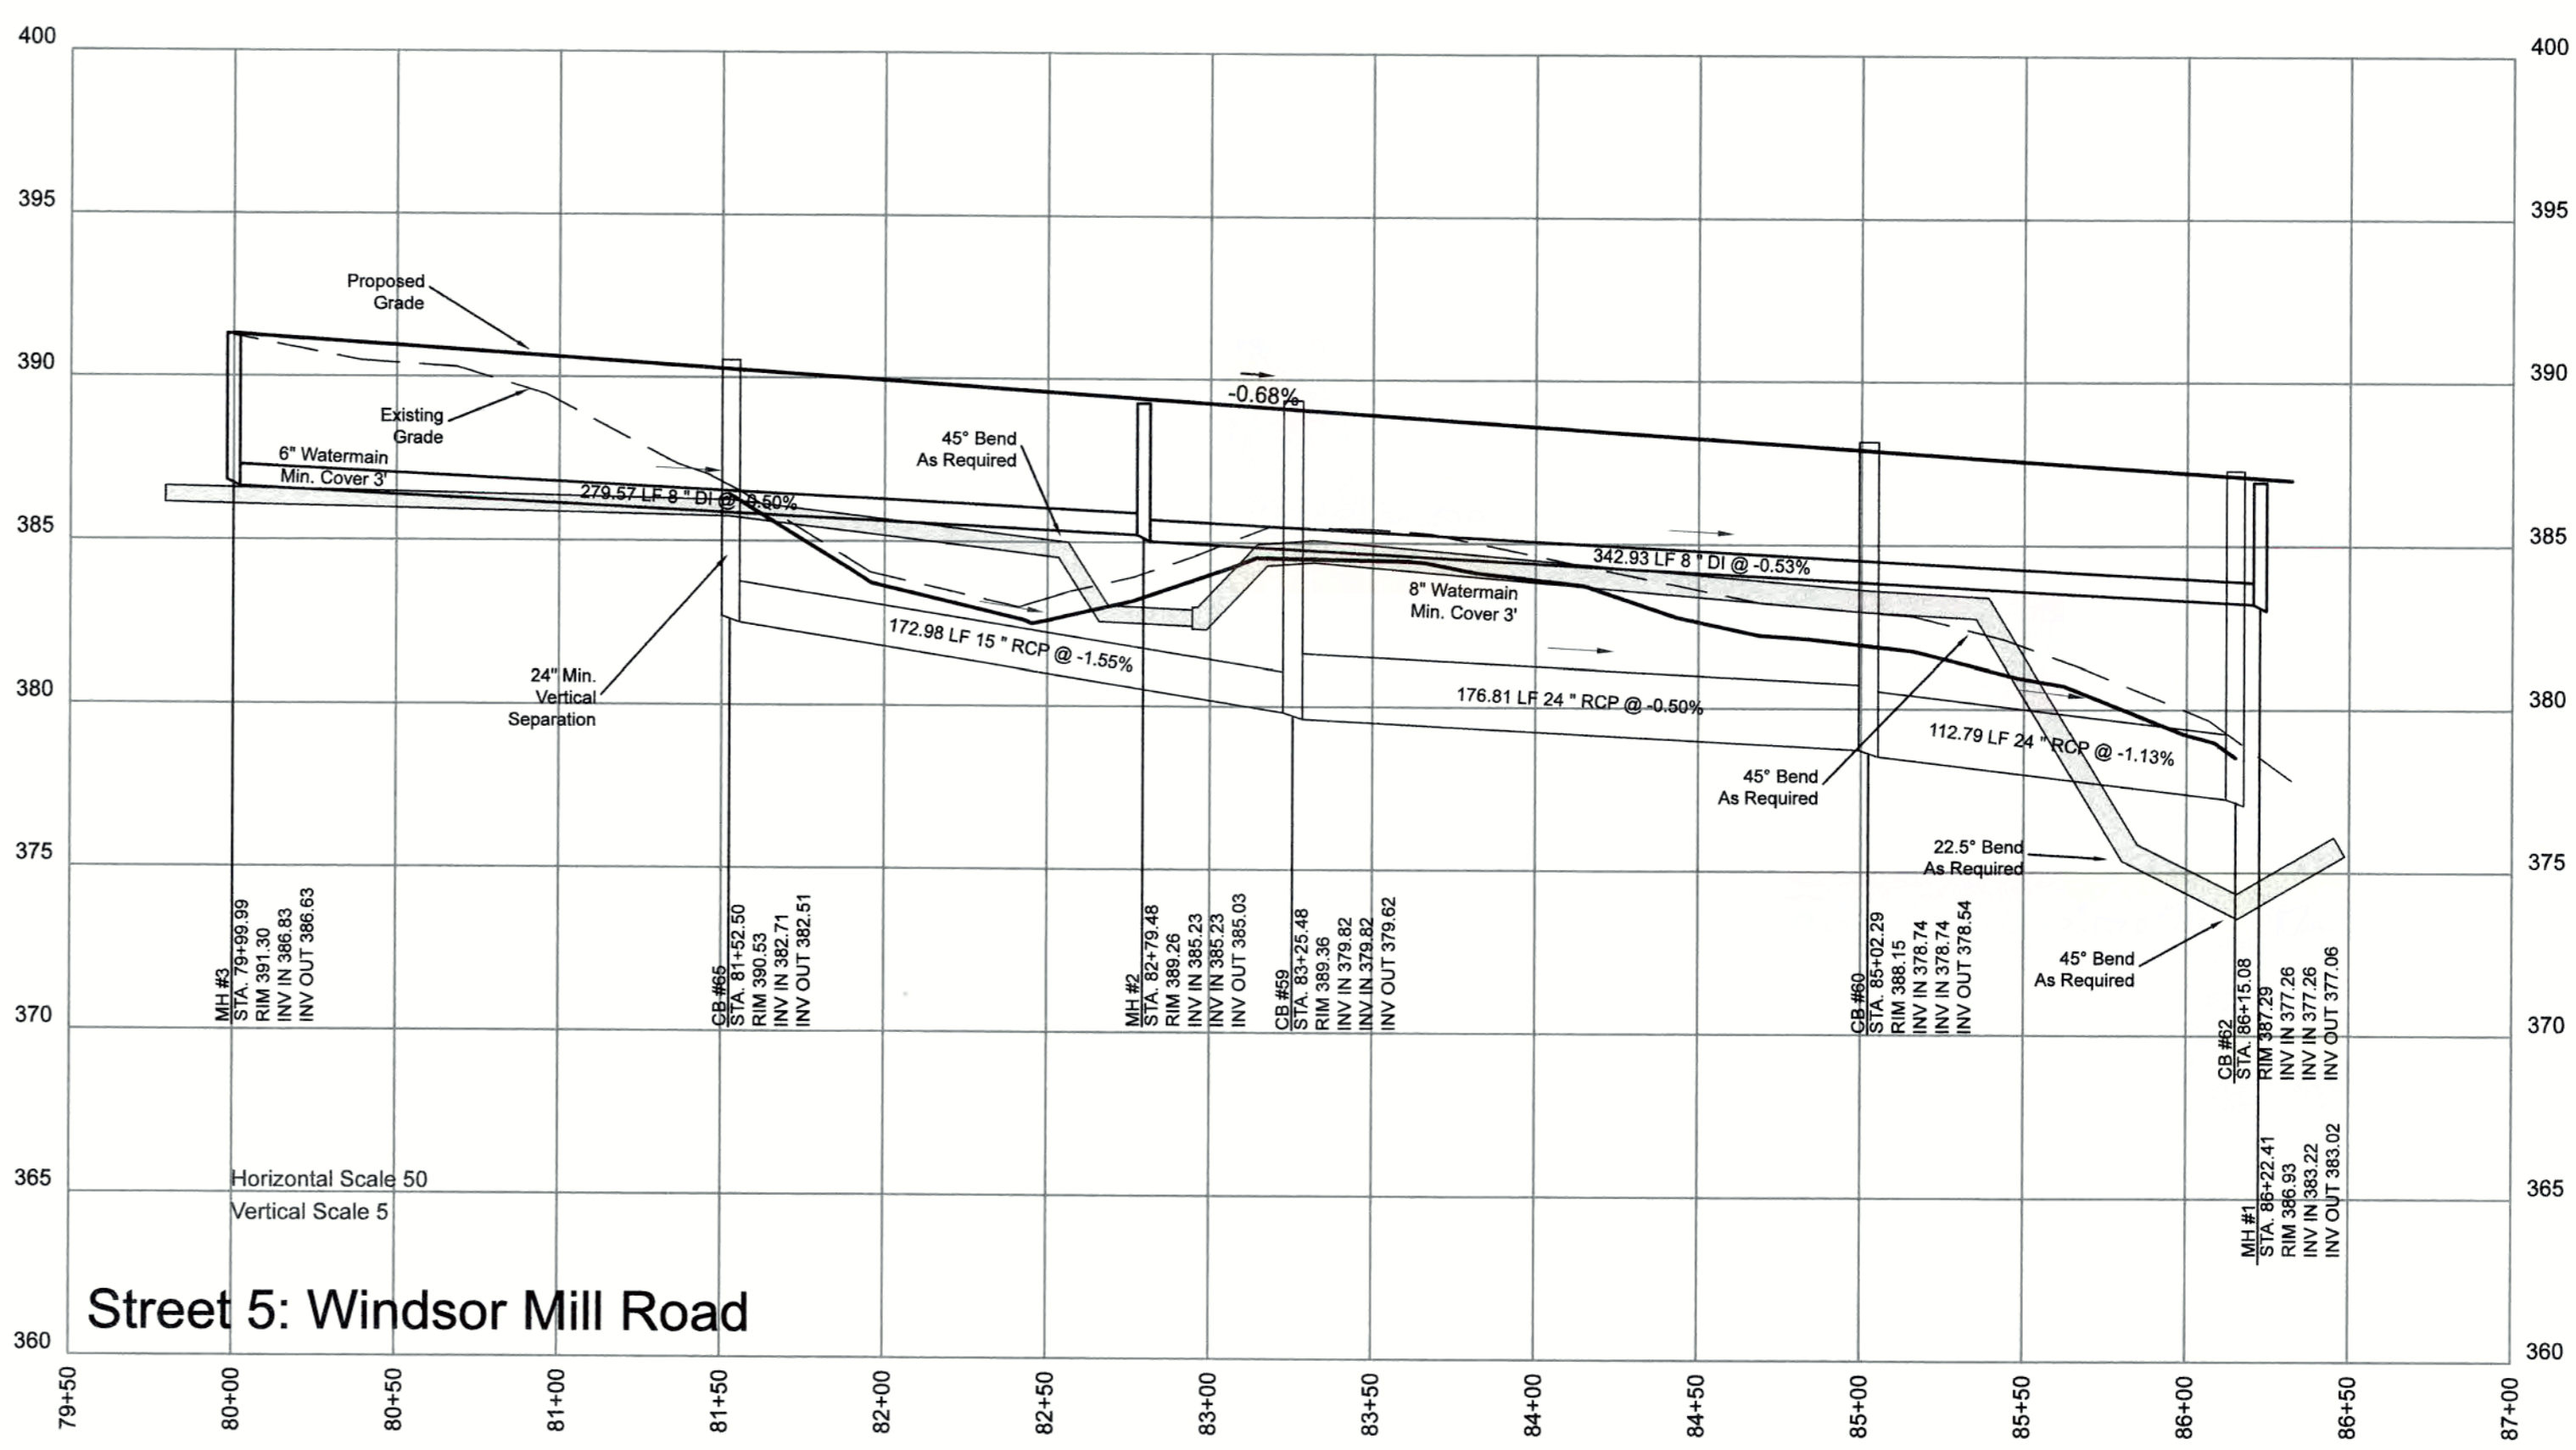 400
400
395
395
Proposed
Grade
390
390
-0.68%
Existing
Grade
45° Bend
As Required
6" Watermain
Min. Cover 3'
279.57 LF 8 " DI @ -0.50%
385
385
342.93 LF 8 " DI @ -0.53%
8" Watermain
Min. Cover 3'
172.98 LF 15 " RCP @ -1.55%
24" Min.
Vertical
Separation
380
380
176.81 LF 24 " RCP @ -0.50%
112.79 LF 24 " RCP @ -1.13%
45° Bend
As Required
375
375
22.5° Bend
As Required
45° Bend
As Required
MH #3
STA. 79+99.99
RIM 391.30
INV IN 386.83
INV OUT 386.63
CB #65
STA. 81+52.50
RIM 390.53
INV IN 382.71
INV OUT 382.51
MH #2
STA. 82+79.48
RIM 389.26
INV IN 385.23
INV IN 385.23
INV OUT 385.03
CB #59
STA. 83+25.48
RIM 389.36
INV IN 379.82
INV IN 379.82
INV OUT 379.62
CB #60
STA. 85+02.29
RIM 388.15
INV IN 378.74
INV IN 378.74
INV OUT 378.54
CB #62
STA. 86+15.08
RIM 387.29
INV IN 377.26
INV IN 377.26
INV OUT 377.06
370
370
MH #1
STA. 86+22.41
RIM 386.93
INV IN 383.22
INV OUT 383.02
365
365
Horizontal Scale 50
Vertical Scale 5
Street 5: Windsor Mill Road
360
360
79+50
80+00
80+50
81+00
81+50
82+00
82+50
83+00
83+50
84+00
84+50
85+00
85+50
86+00
86+50
87+00